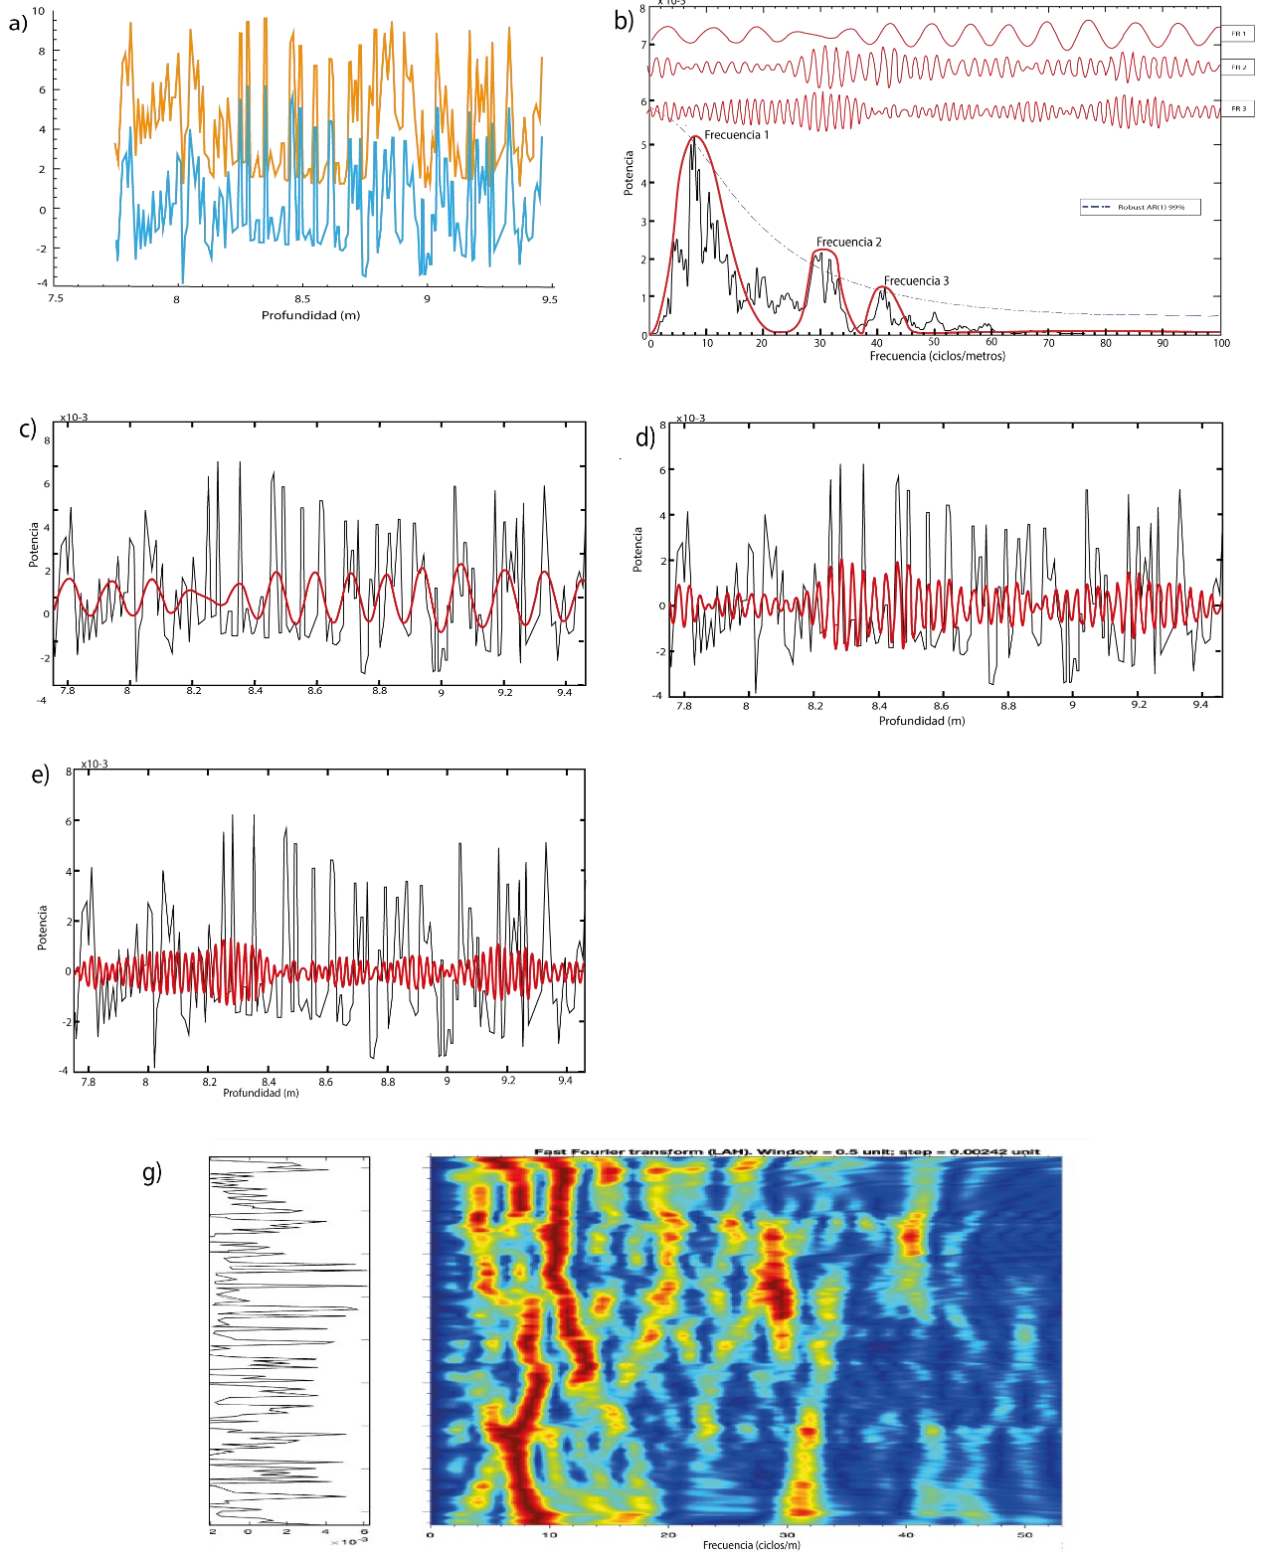 a)
10
8
6
4
2
0
-2
-4
7.5 8 8.5 9 9.5
Profundidad (m)
b)
x 10-3
8
7
6
5
4
3
2
1
0
Potencia
FR 1
FR 2
FR 3
Frecuencia 1
Robust AR(1) 99%
Frecuencia 2
Frecuencia 3
0 10 20 30 40 50 60 70 80 90 100
Frecuencia (ciclos/metros)
c)
x10-3
8
6
4
2
0
-2
-4
Potencia
7.8 8 8.2 8.4 8.6 8.8 9 9.2 9.4
d)
x10-3
8
6
4
2
0
-2
-4
Potencia
7.8 8 8.2 8.4 8.6 8.8 9 9.2 9.4
Profundidad (m)
e)
x10-3
8
6
4
2
0
-2
-4
Potencia
7.8 8 8.2 8.4 8.6 8.8 9 9.2 9.4
Profundidad (m)
g)
Fast Fourier transform (LAH). Window = 0.5 unit; step = 0.00242 unit
2 0 2 4 6
× 10-3
0 10 20 30 40 50
Frecuencia (ciclos/m)